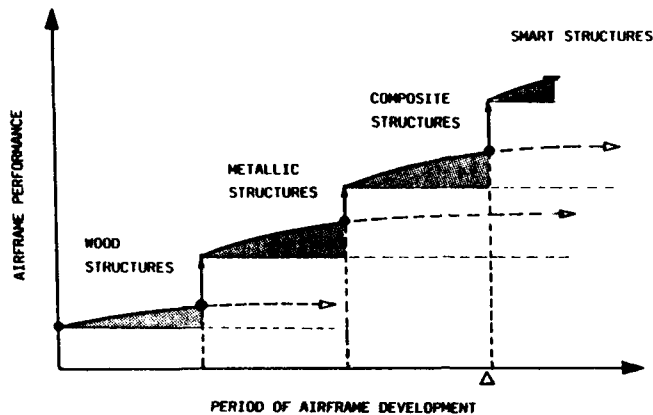 SMART STRUCTURES
COMPOSITE
STRUCTURES
METALLIC
STRUCTURES
WOOD
STRUCTURES
AIRFRAME PERFORMANCE
PERIOD OF AIRFRAME DEVELOPMENT